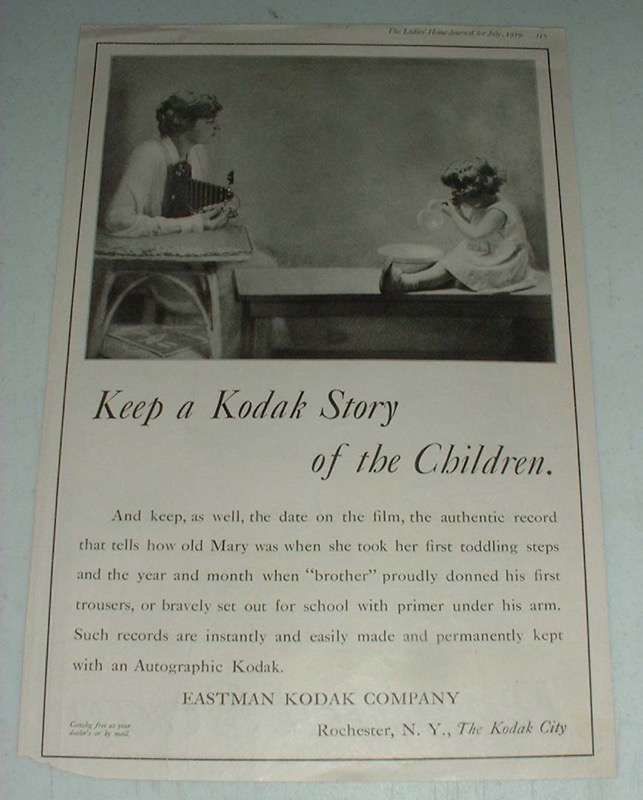 The Ladies' Home Journal for July, 1919 115
Keep a Kodak Story
of the Children.
And keep, as well, the date on the film, the authentic record
that tells how old Mary was when she took her first toddling steps
and the year and month when "brother" proudly donned his first
trousers, or bravely set out for school with primer under his arm.
Such records are instantly and easily made and permanently kept
with an Autographic Kodak.
EASTMAN KODAK COMPANY
Catalog free at your
dealer's or by mail.
Rochester, N. Y., The Kodak City